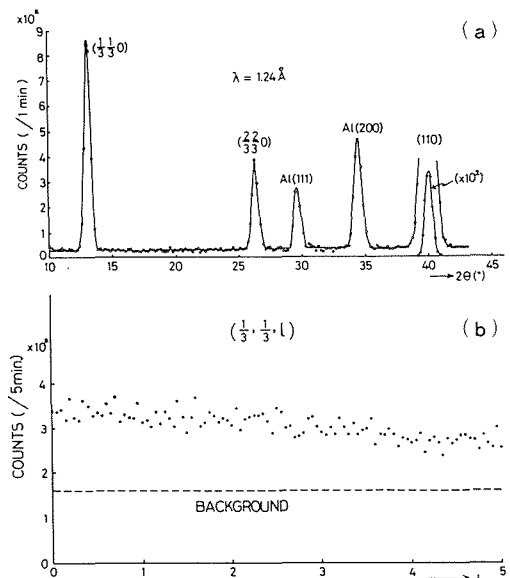 ×10²
(a)
9
8
7
6
5
4
3
2
1
0
COUNTS (/1 min)
(1/3 1/3 0)
λ = 1.24 Å
(2/3 2/3 0)
Al(111)
Al(200)
(110)
(×10²)
10 15 20 25 30 35 40 45
→2θ(°)
(1/3, 1/3, l)
(b)
4
3
2
1
0
COUNTS (/5min)
BACKGROUND
0 1 2 3 4 5